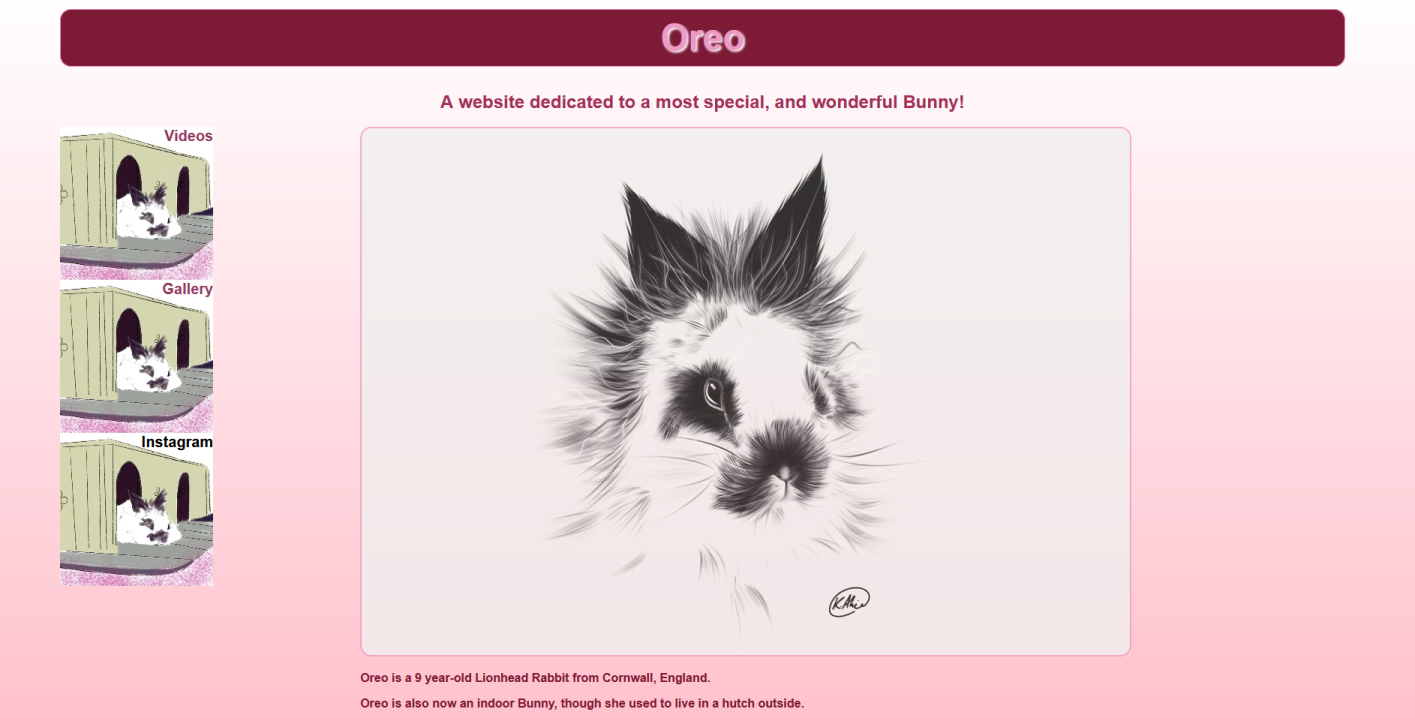 Oreo
A website dedicated to a most special, and wonderful Bunny!
Videos
Gallery
Instagram
Oreo is a 9 year-old Lionhead Rabbit from Cornwall, England.
Oreo is also now an indoor Bunny, though she used to live in a hutch outside.